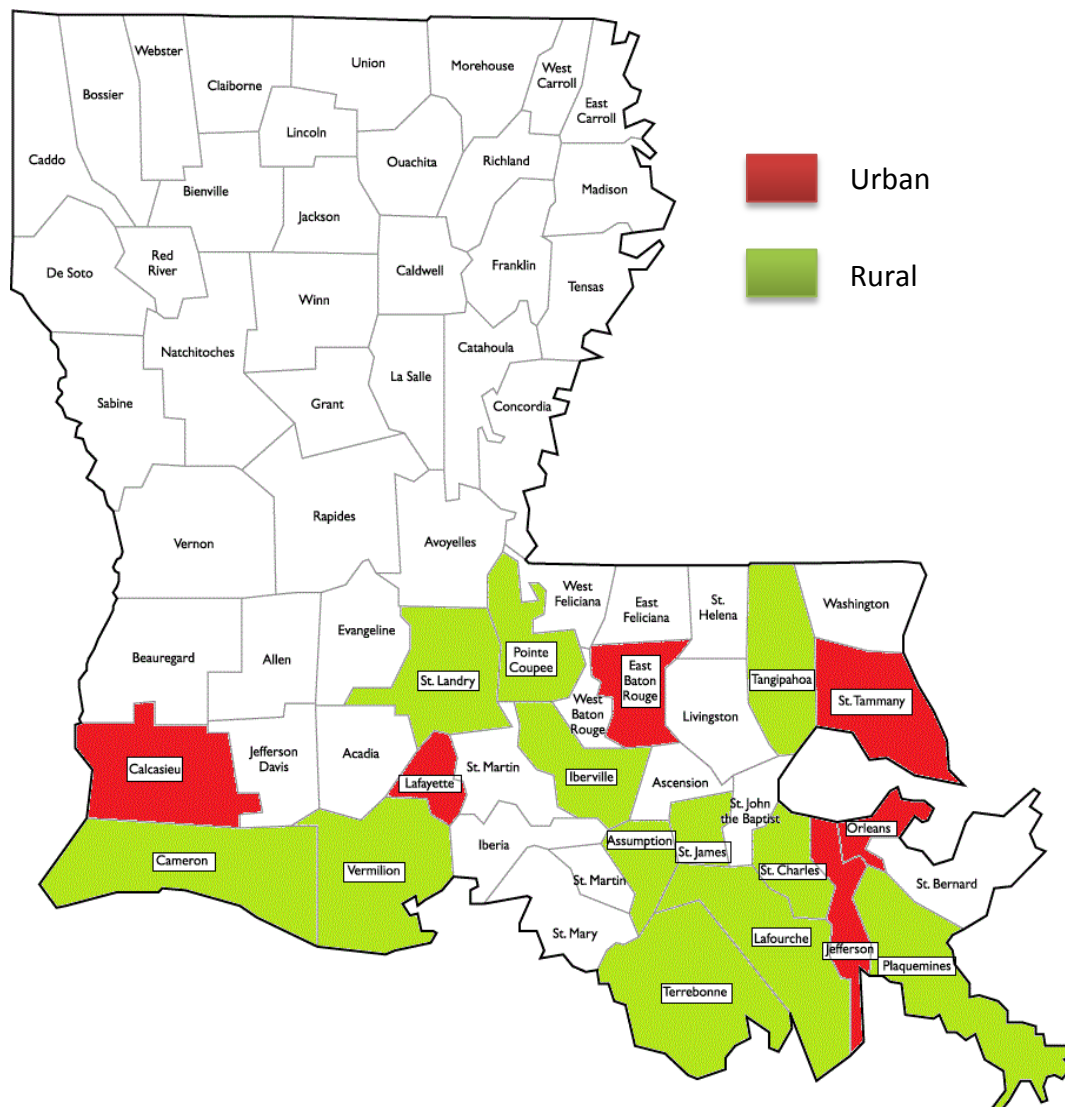 Webster
Union
Morehouse
West
Carroll
Claiborne
Bossier
East
Carroll
Lincoln
Caddo
Ouachita
Richland
Urban
Madison
Bienville
Jackson
Red
River
De Soto
Caldwell
Franklin
Rural
Tensas
Winn
Natchitoches
Catahoula
La Salle
Sabine
Grant
Concordia
Rapides
Vernon
Avoyelles
West
Feliciana
East
Feliciana
St.
Helena
Washington
Evangeline
Beauregard
Allen
Pointe
Coupee
East
Baton
Rouge
St. Landry
Tangipahoa
St. Tammany
West
Baton
Rouge
Livingston
Jefferson
Davis
Acadia
Calcasieu
St. Martin
Lafayette
Iberville
Ascension
St. John
the Baptist
Orleans
Iberia
Assumption
St. James
Cameron
Vermilion
St. Charles
St. Martin
St. Bernard
St. Mary
Lafourche
Jefferson
Plaquemines
Terrebonne